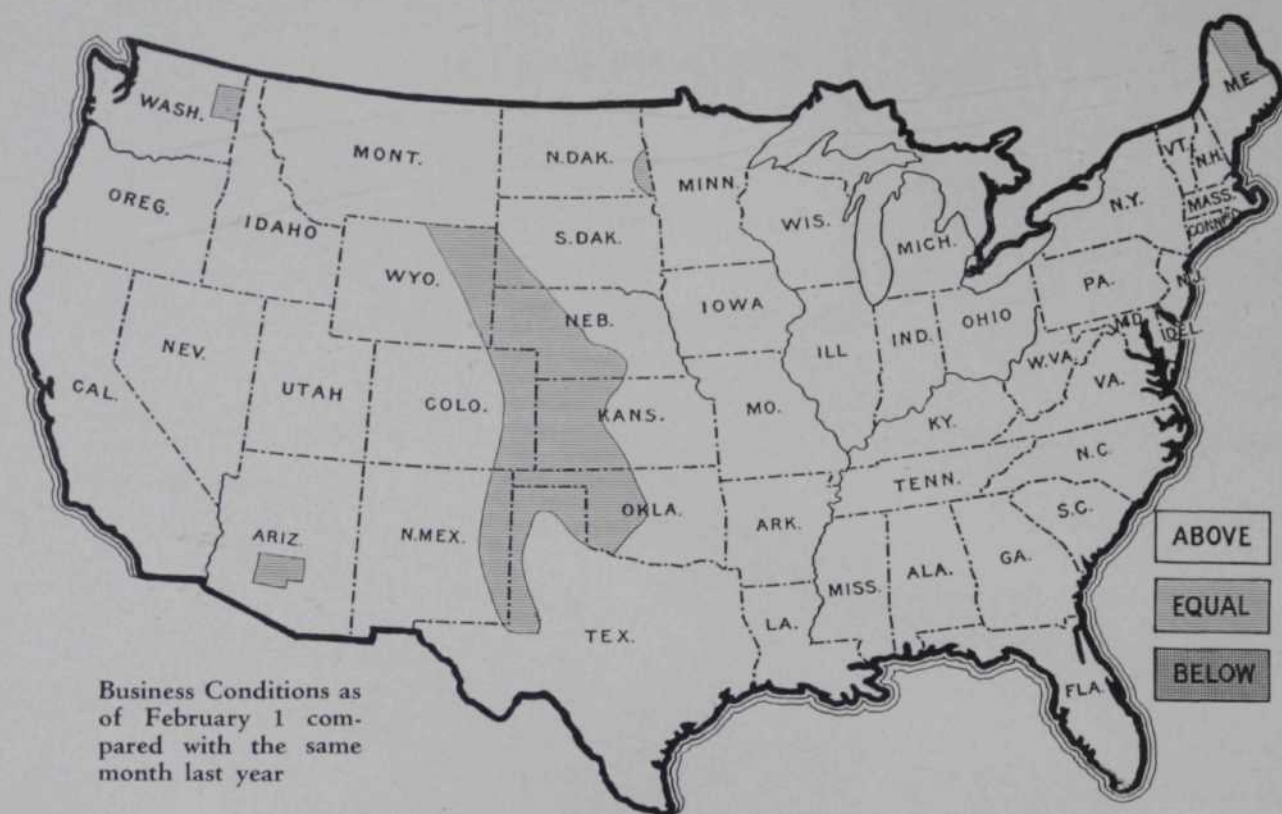 WASH.
MONT.
N.DAK.
MINN.
M.E.
VT.
N.H.
OREG.
IDAHO
WYO.
S.DAK.
WIS.
MICH.
N.Y.
MASS.
CONN.
NEB.
IOWA
PA.
N.J.
NEV.
CAL.
UTAH
COLO.
KANS.
MO.
ILL
IND.
OHIO
W.VA.
MD.
DEL.
VA.
KY.
ARIZ.
N.MEX.
OKLA.
ARK.
TENN.
N.C.
S.C.
TEX.
LA.
MISS.
ALA.
GA.
FLA.
ABOVE
EQUAL
BELOW
Business Conditions as
of February 1 com-
pared with the same
month last year